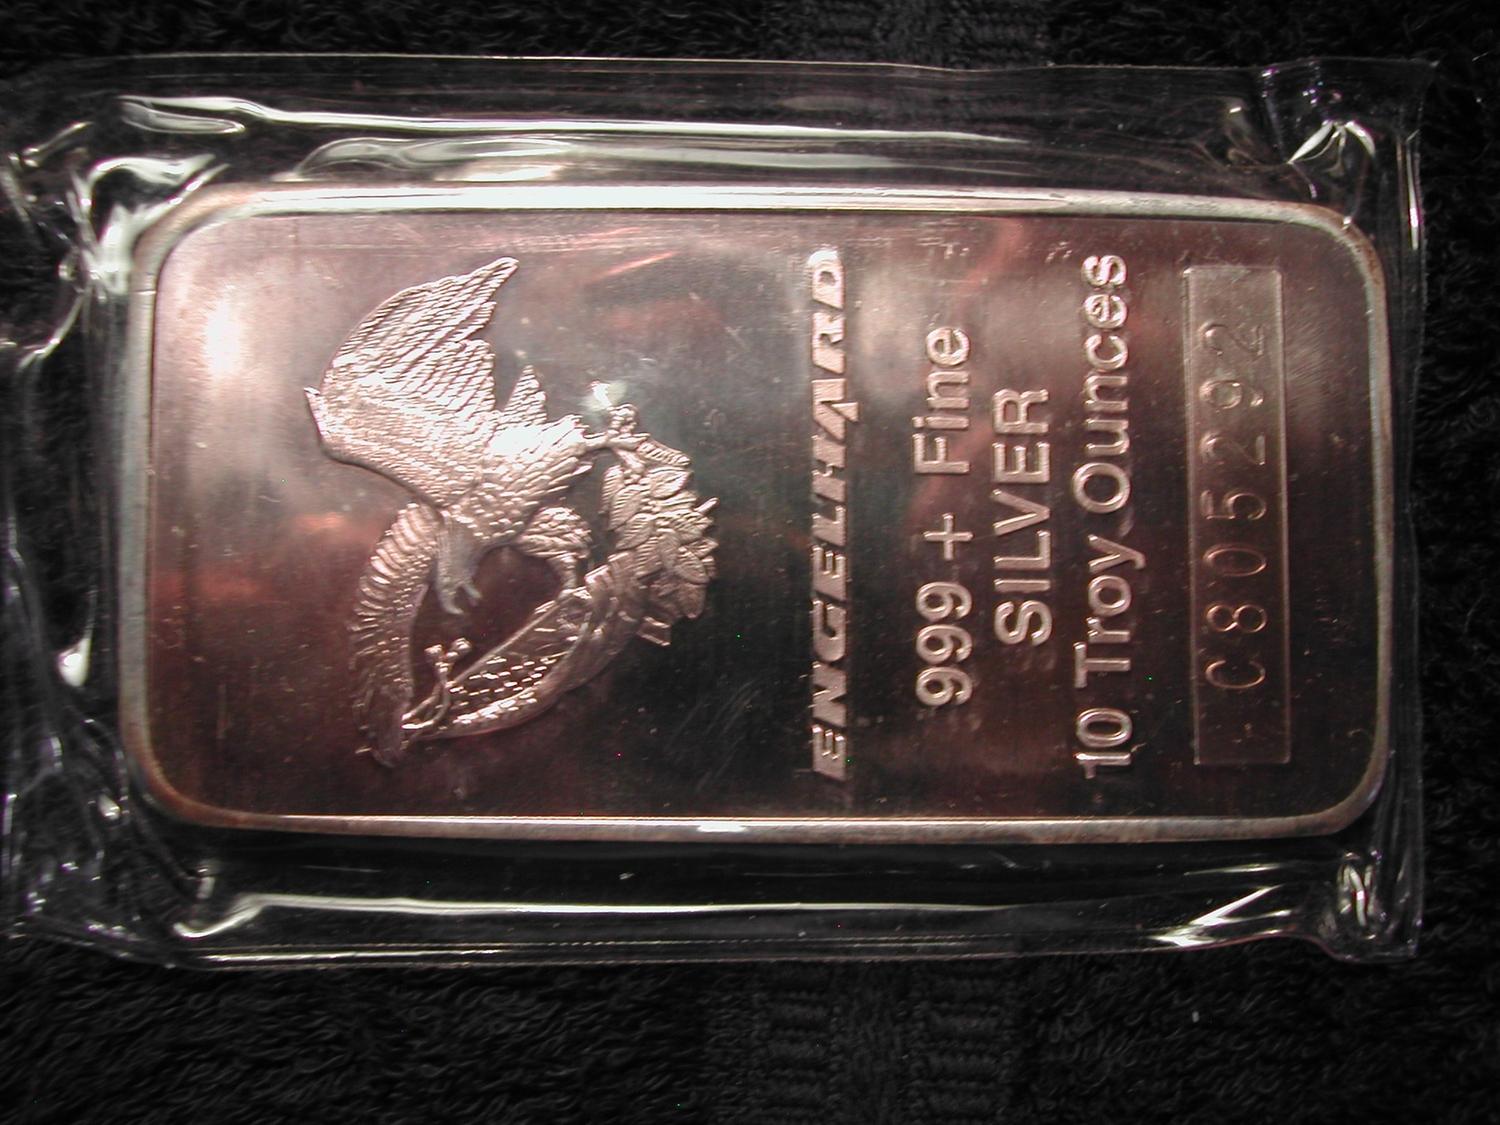 ENGELHARD
999 + Fine
SILVER
10 Troy Ounces
C805292